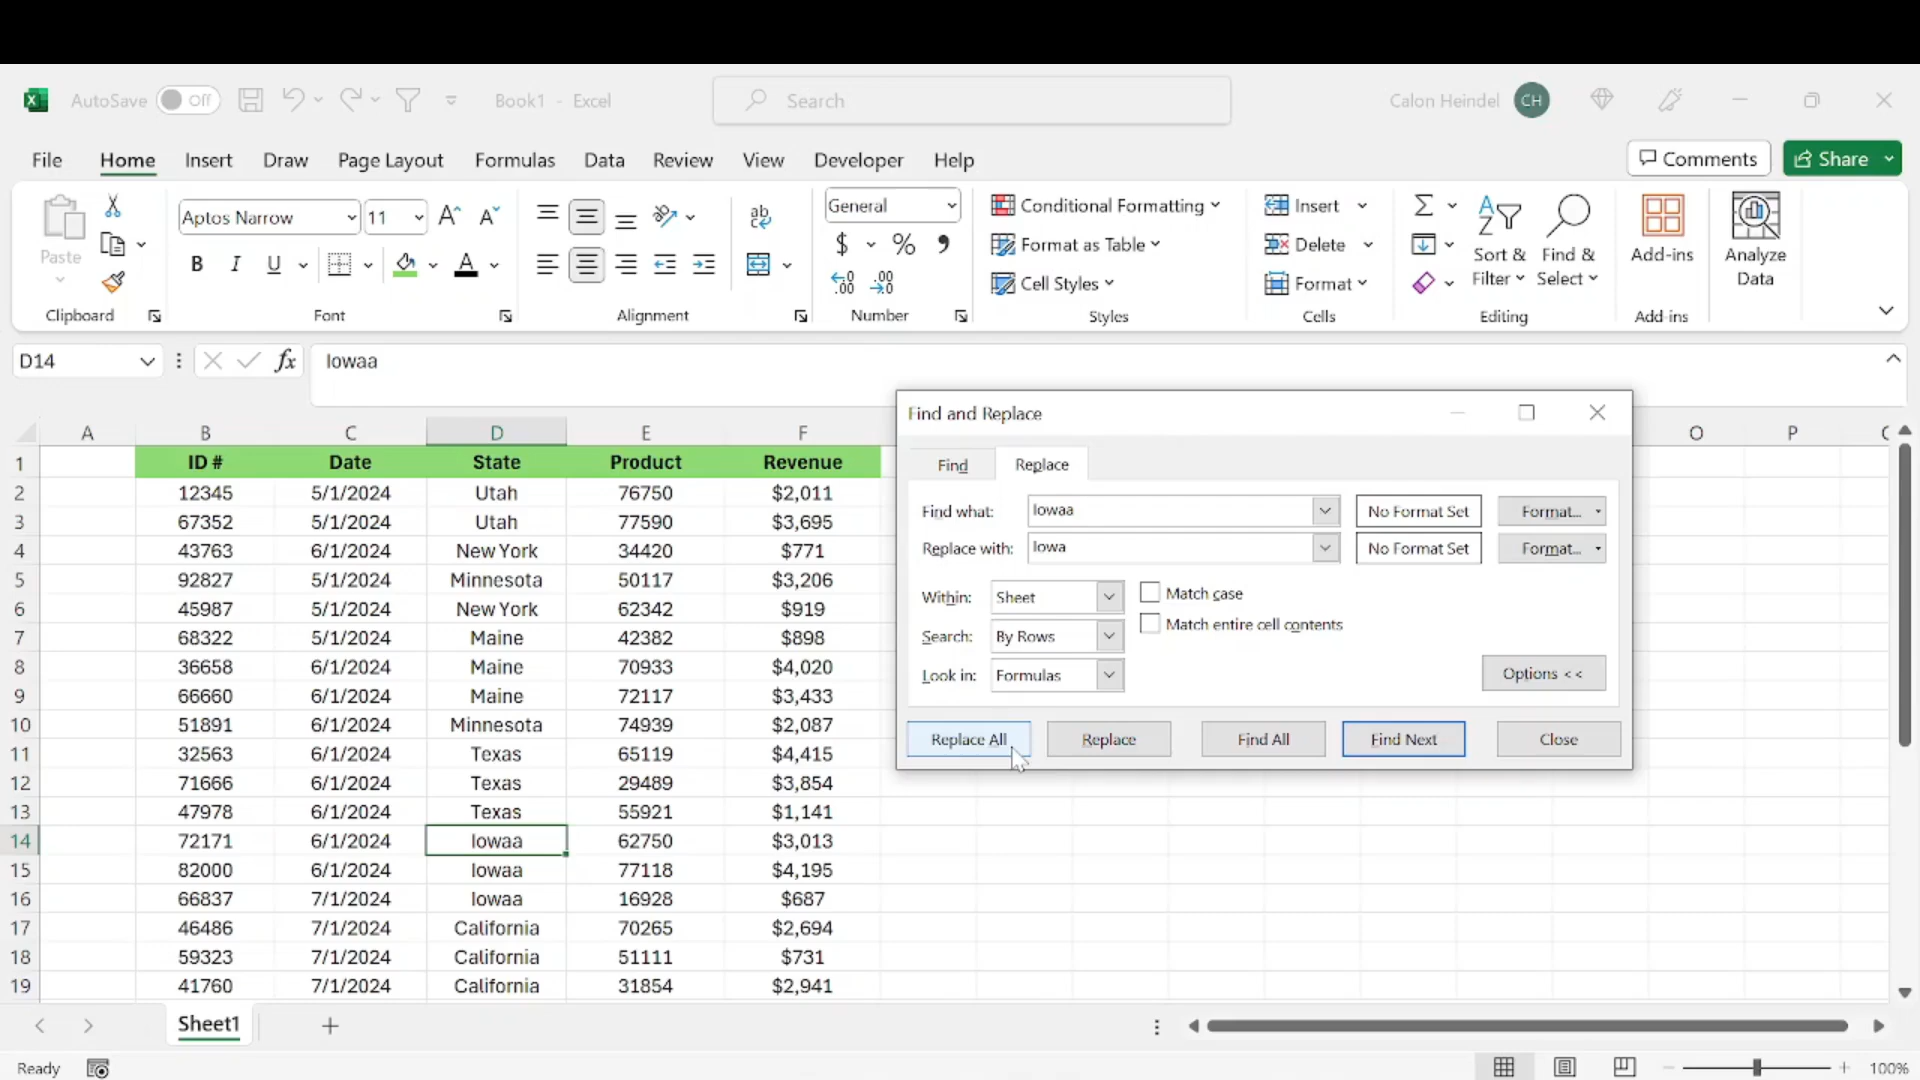 AutoSave Off Book1 - Excel Search Calon Heindel CH
File Home Insert Draw Page Layout Formulas Data Review View Developer Help Comments Share
Paste Aptos Narrow 11 B I U General $ % Conditional Formatting Format as Table Cell Styles Insert Delete Format Sort & Filter Find & Select Add-ins Analyze Data
Clipboard Font Alignment Number Styles Cells Editing Add-ins
D14 fx Iowaa
A B C D E F O P
1 ID # Date State Product Revenue
2 12345 5/1/2024 Utah 76750 $2,011
3 67352 5/1/2024 Utah 77590 $3,695
4 43763 6/1/2024 New York 34420 $771
5 92827 5/1/2024 Minnesota 50117 $3,206
6 45987 5/1/2024 New York 62342 $919
7 68322 5/1/2024 Maine 42382 $898
8 36658 6/1/2024 Maine 70933 $4,020
9 66660 6/1/2024 Maine 72117 $3,433
10 51891 6/1/2024 Minnesota 74939 $2,087
11 32563 6/1/2024 Texas 65119 $4,415
12 71666 6/1/2024 Texas 29489 $3,854
13 47978 6/1/2024 Texas 55921 $1,141
14 72171 6/1/2024 Iowaa 62750 $3,013
15 82000 6/1/2024 Iowaa 77118 $4,195
16 66837 7/1/2024 Iowaa 16928 $687
17 46486 7/1/2024 California 70265 $2,694
18 59323 7/1/2024 California 51111 $731
19 41760 7/1/2024 California 31854 $2,941
Find and Replace
Find Replace
Find what: Iowaa No Format Set Format...
Replace with: Iowa No Format Set Format...
Within: Sheet Match case
Search: By Rows Match entire cell contents
Look in: Formulas Options <<
Replace All Replace Find All Find Next Close
Sheet1
Ready 100%